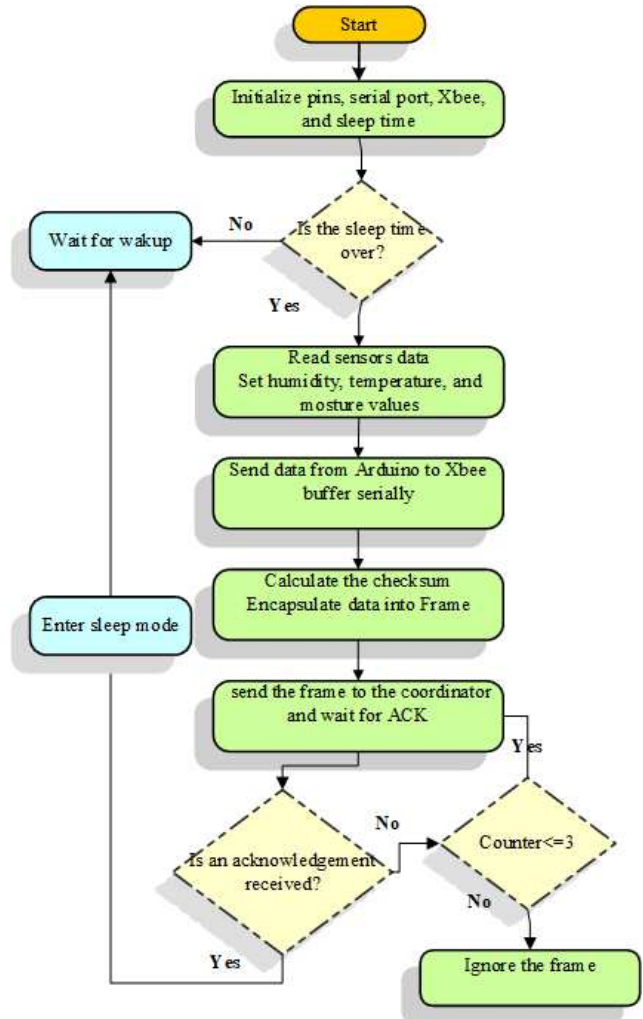 Start
Initialize pins, serial port, Xbee,
and sleep time
Is the sleep time
over?
No
Wait for wakup
Yes
Read sensors data
Set humidity, temperature, and
mosture values
Send data from Arduino to Xbee
buffer serially
Calculate the checksum
Encapsulate data into Frame
Enter sleep mode
send the frame to the coordinator
and wait for ACK
Yes
Is an acknowledgement
received?
No
Counter<=3
No
Yes
Ignore the frame